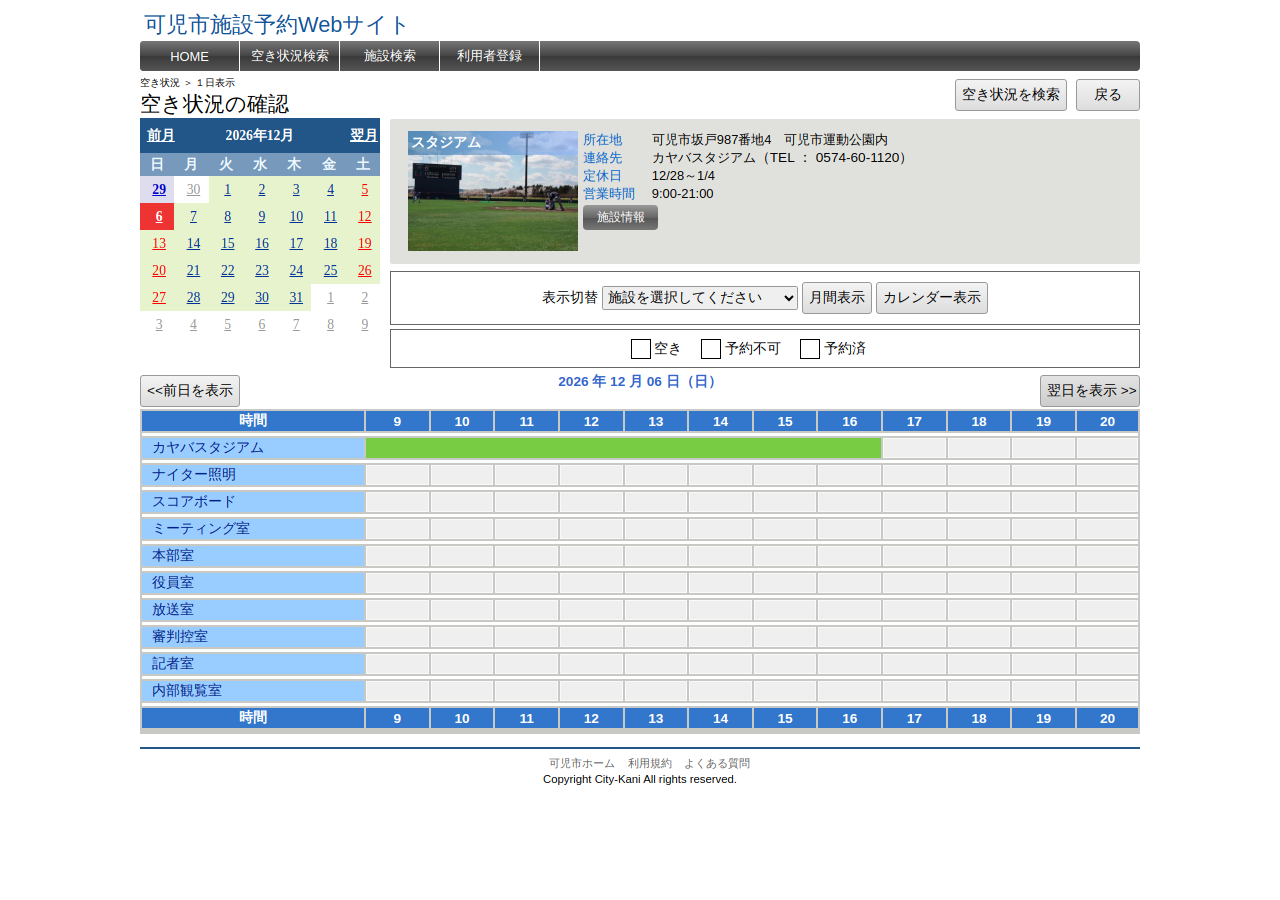 可児市施設予約Webサイト
HOME 空き状況検索 施設検索 利用者登録
空き状況 ＞ １日表示
空き状況の確認
空き状況を検索 戻る
前月 2026年12月 翌月
日 月 火 水 木 金 土
29 30 1 2 3 4 5
6 7 8 9 10 11 12
13 14 15 16 17 18 19
20 21 22 23 24 25 26
27 28 29 30 31 1 2
3 4 5 6 7 8 9
スタジアム
所在地 可児市坂戸987番地4　可児市運動公園内
連絡先 カヤバスタジアム（TEL ： 0574-60-1120）
定休日 12/28～1/4
営業時間 9:00-21:00
施設情報
表示切替 施設を選択してください 月間表示 カレンダー表示
空き 予約不可 予約済
<<前日を表示 2026 年 12 月 06 日（日） 翌日を表示 >>
時間 9 10 11 12 13 14 15 16 17 18 19 20
カヤバスタジアム
ナイター照明
スコアボード
ミーティング室
本部室
役員室
放送室
審判控室
記者室
内部観覧室
時間 9 10 11 12 13 14 15 16 17 18 19 20
可児市ホーム 利用規約 よくある質問
Copyright City-Kani All rights reserved.